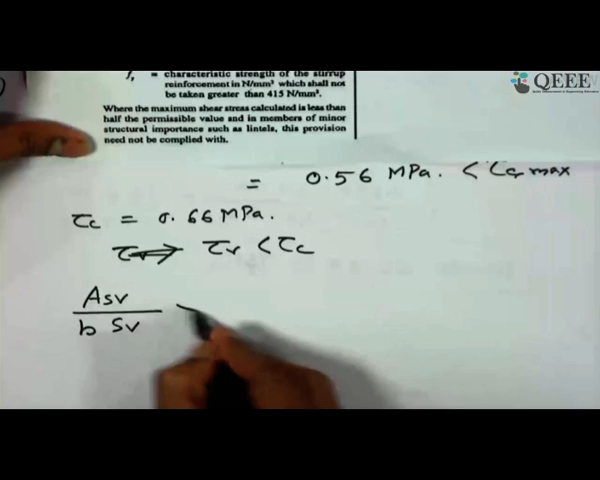 QEEE
fy = characteristic strength of the stirrup
reinforcement in N/mm² which shall not
be taken greater than 415 N/mm².
Where the maximum shear stress calculated is less than
half the permissible value and in members of minor
structural importance such as lintels, this provision
need not be complied with.
= 0.56 MPa. < τc, max
τc = 0.66 MPa.
τv < τc
Asv
b Sv